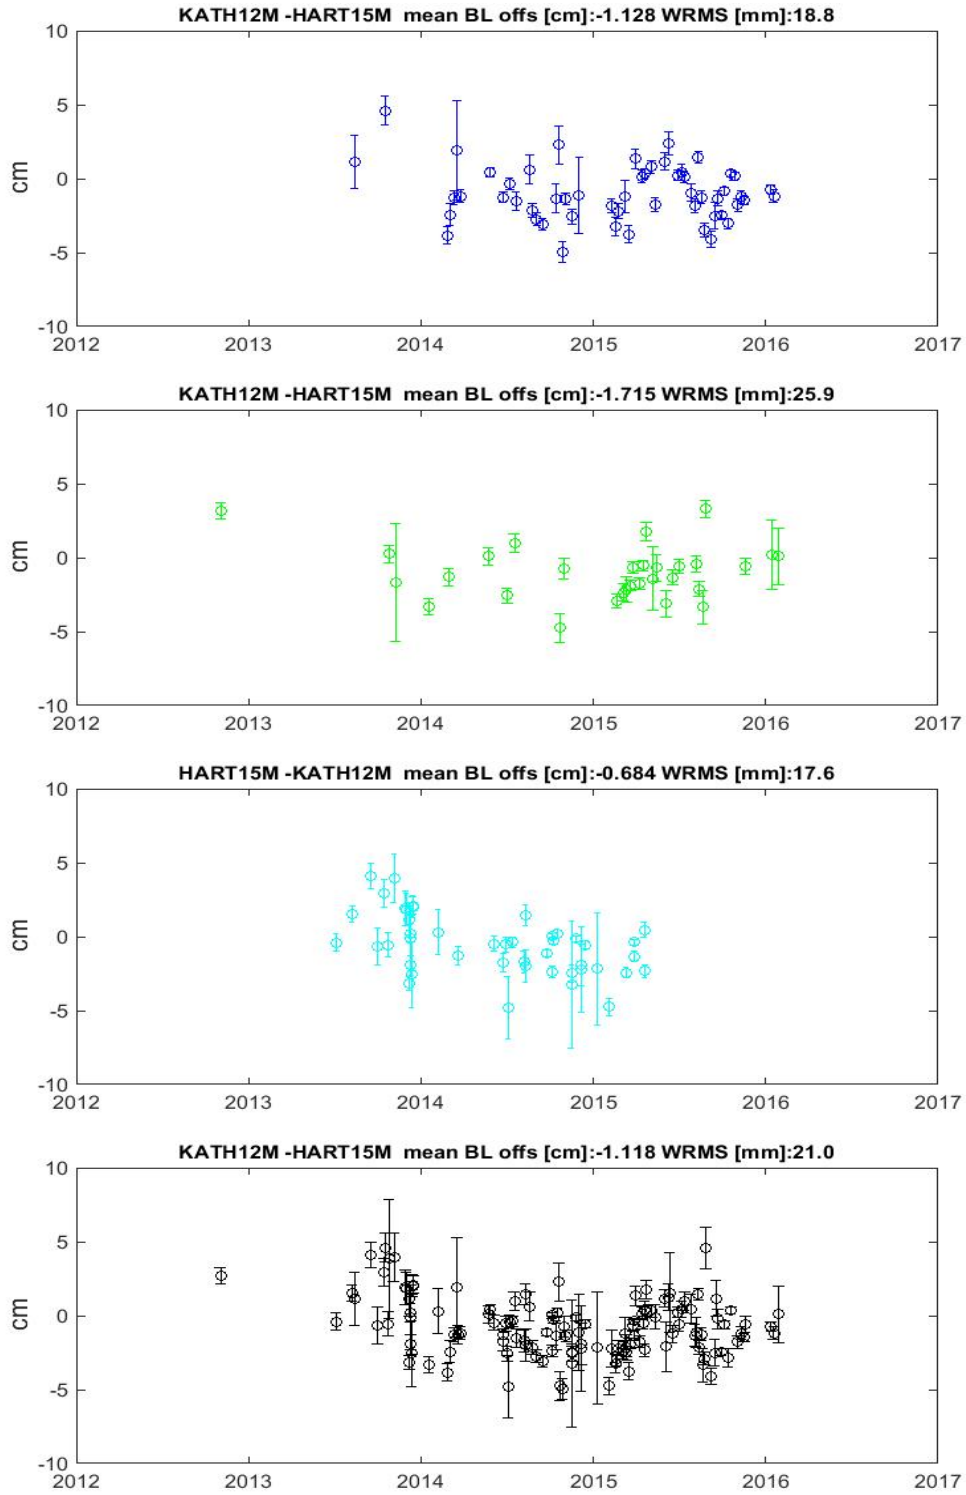 KATH12M -HART15M  mean BL offs [cm]:-1.128 WRMS [mm]:18.8
10
5
0
-5
-10
cm
2012 2013 2014 2015 2016 2017
KATH12M -HART15M  mean BL offs [cm]:-1.715 WRMS [mm]:25.9
10
5
0
-5
-10
cm
2012 2013 2014 2015 2016 2017
HART15M -KATH12M  mean BL offs [cm]:-0.684 WRMS [mm]:17.6
10
5
0
-5
-10
cm
2012 2013 2014 2015 2016 2017
KATH12M -HART15M  mean BL offs [cm]:-1.118 WRMS [mm]:21.0
10
5
0
-5
-10
cm
2012 2013 2014 2015 2016 2017